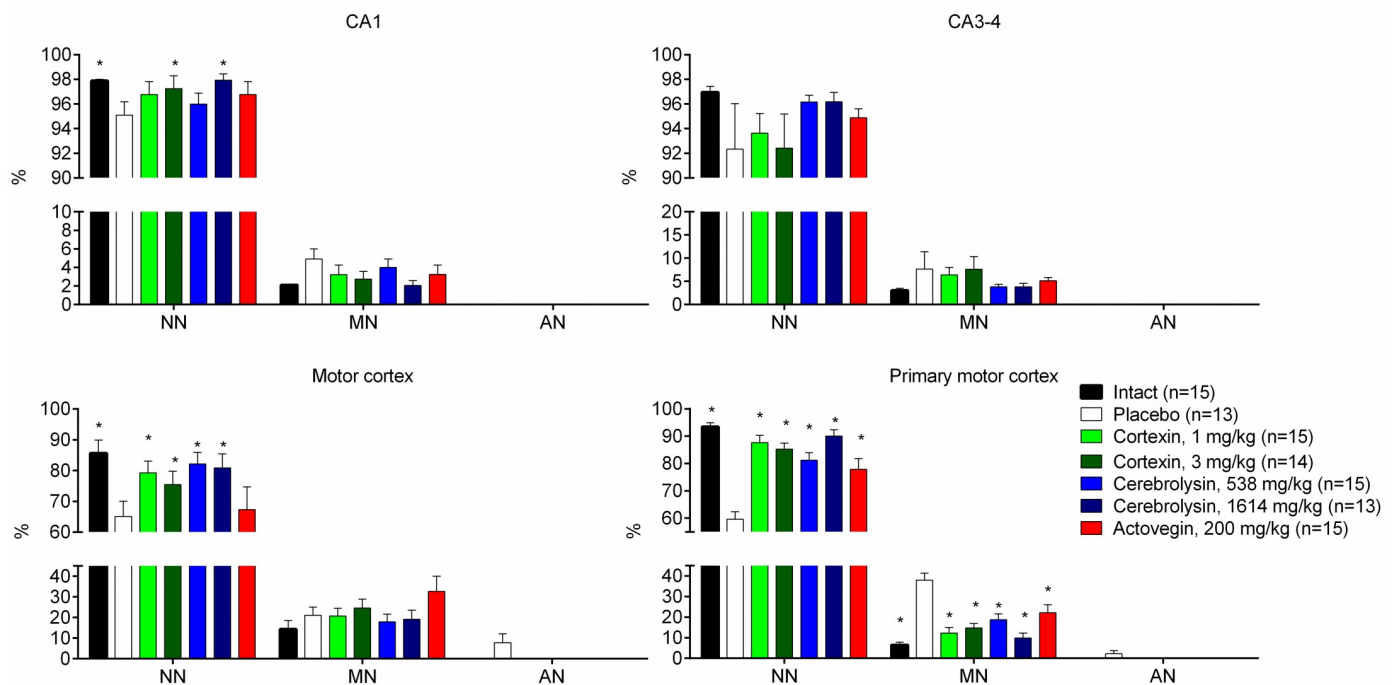 CA1
*
*
*
100
98
96
94
92
90
%
10
8
6
4
2
0
NN
MN
AN
CA3-4
100
98
96
94
92
90
%
20
15
10
5
0
NN
MN
AN
Motor cortex
*
*
*
*
*
100
90
80
70
60
%
40
30
20
10
0
NN
MN
AN
Primary motor cortex
*
*
*
*
*
*
100
90
80
70
60
%
40
30
20
10
0
*
*
*
*
*
*
NN
MN
AN
Intact (n=15)
Placebo (n=13)
Cortexin, 1 mg/kg (n=15)
Cortexin, 3 mg/kg (n=14)
Cerebrolysin, 538 mg/kg (n=15)
Cerebrolysin, 1614 mg/kg (n=13)
Actovegin, 200 mg/kg (n=15)